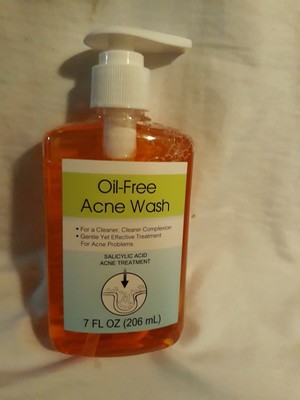 Oil-Free
Acne Wash
• For a Cleaner, Clearer Complexion
• Gentle Yet Effective Treatment
For Acne Problems
SALICYLIC ACID
ACNE TREATMENT
7 FL OZ (206 mL)